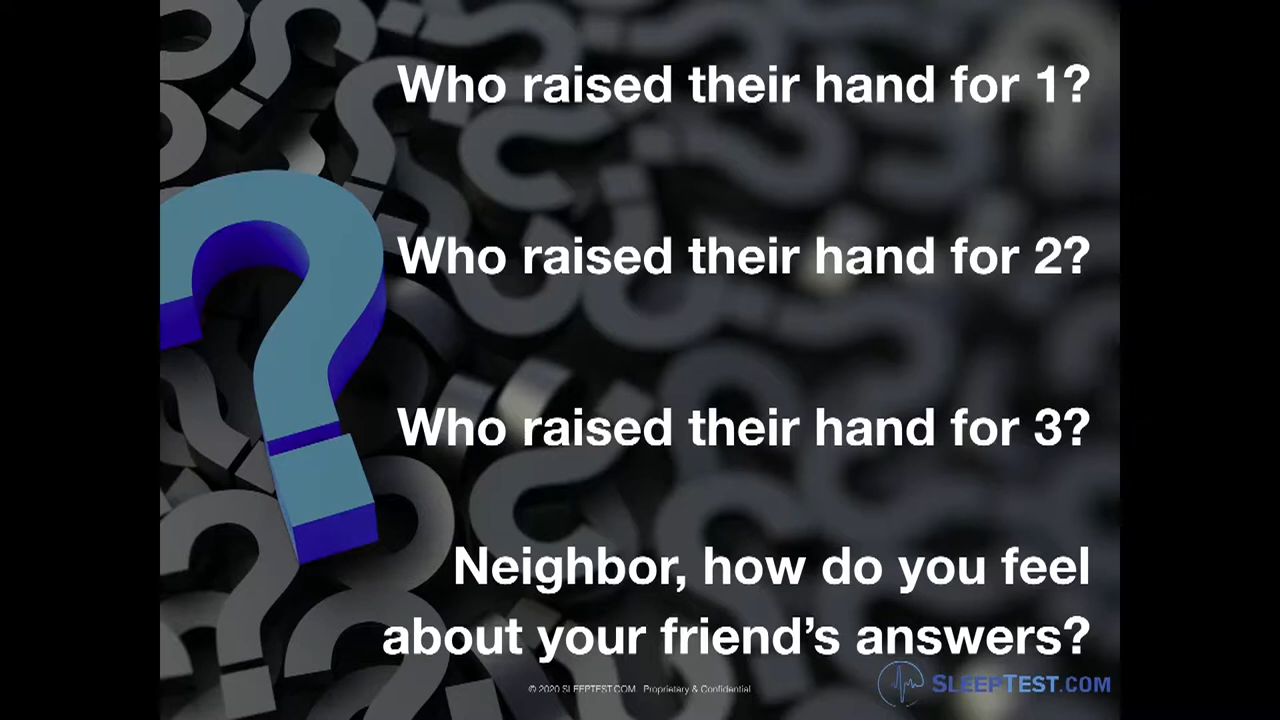 Who raised their hand for 1?
Who raised their hand for 2?
Who raised their hand for 3?
Neighbor, how do you feel
about your friend’s answers?
© 2020 SLEEPTEST.COM Proprietary & Confidential
SLEEPTEST.COM